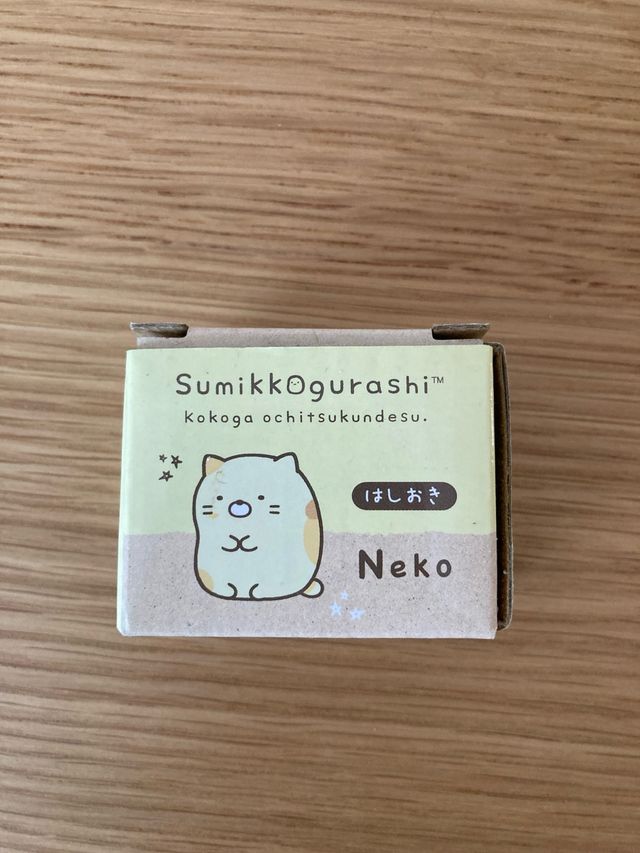 Sumikkogurashi™
Kokoga ochitsukundesu.
はしおき
Neko